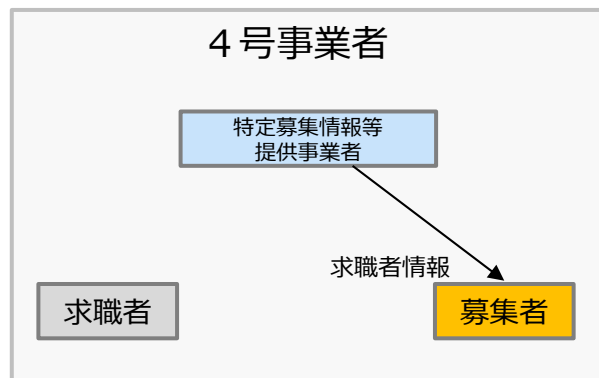 ４号事業者
特定募集情報等
提供事業者
求職者情報
求職者
募集者